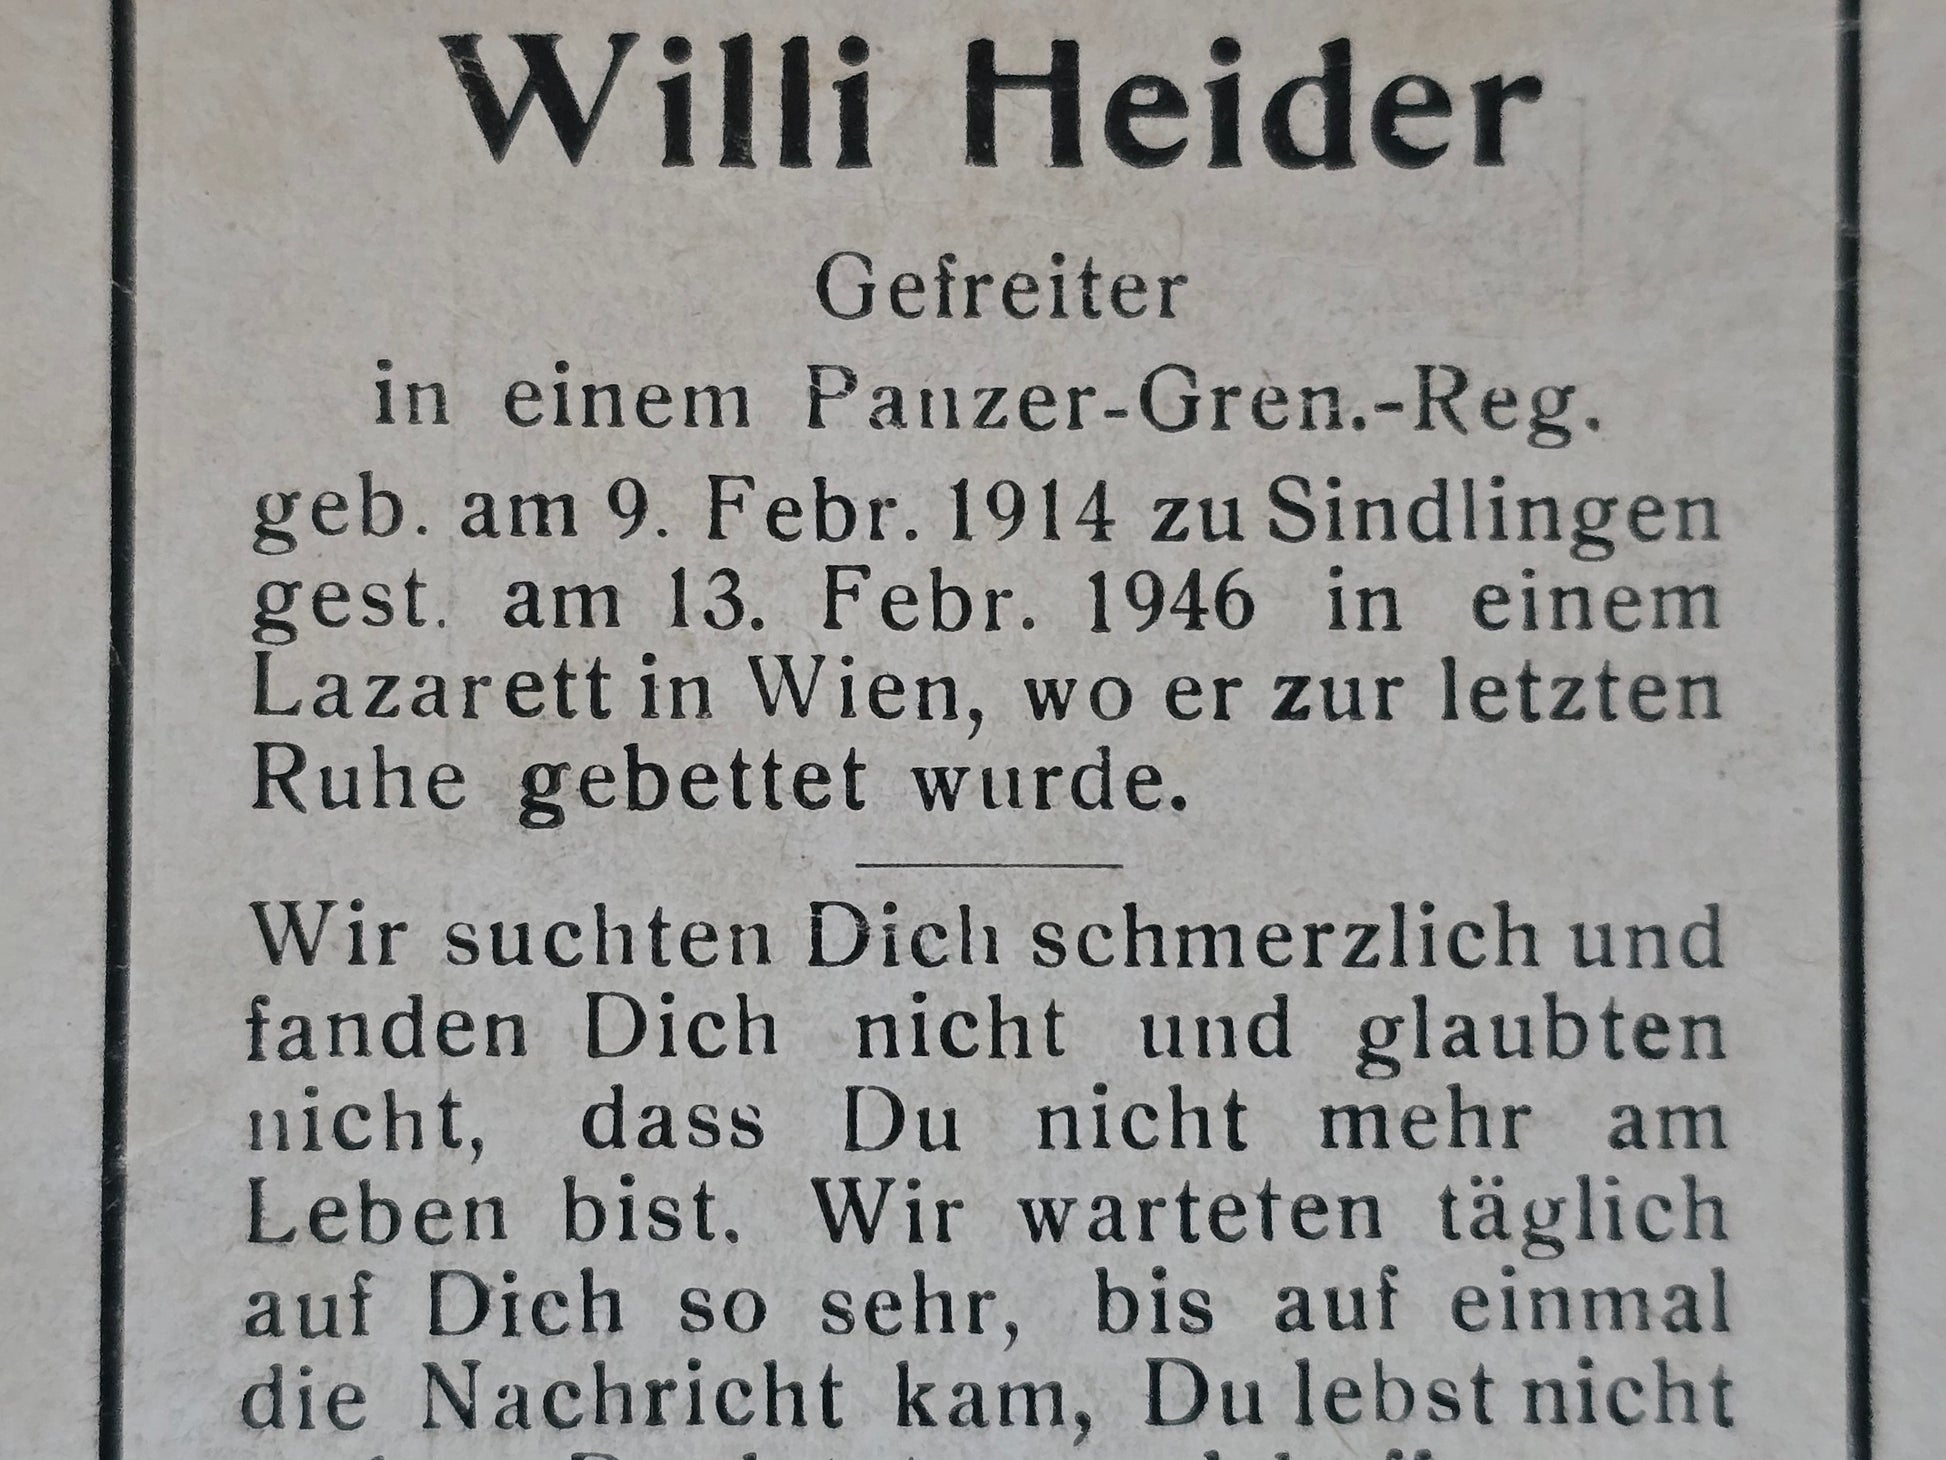 Willi Heider
Gefreiter
in einem Panzer-Gren.-Reg.
geb. am 9. Febr. 1914 zu Sindlingen
gest. am 13. Febr. 1946 in einem
Lazarett in Wien, wo er zur letzten
Ruhe gebettet wurde.
Wir suchten Dich schmerzlich und
fanden Dich nicht und glaubten
nicht, dass Du nicht mehr am
Leben bist. Wir warteten täglich
auf Dich so sehr, bis auf einmal
die Nachricht kam, Du lebst nicht